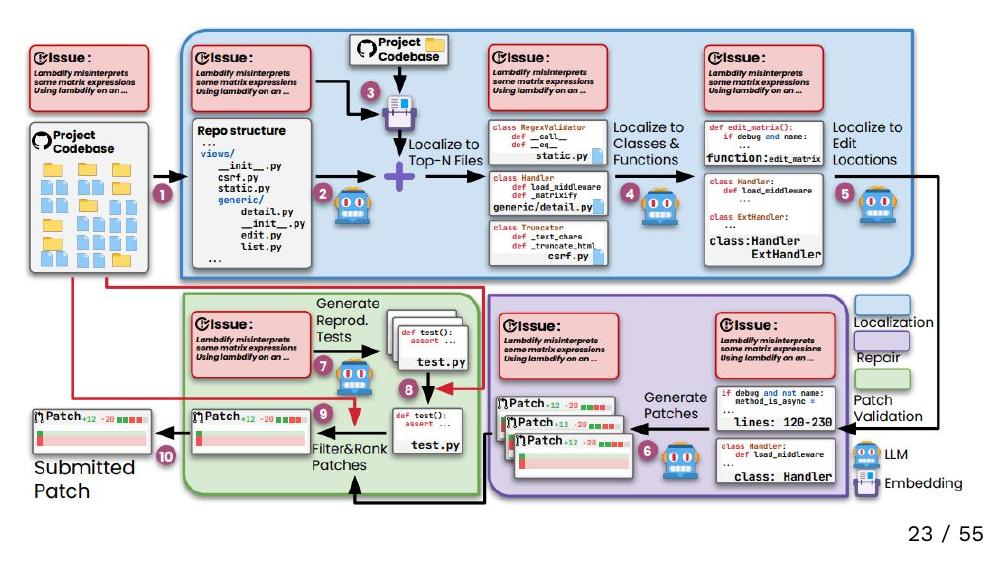 Issue:
Lambdify misinterprets
some matrix expressions
Using lambdify on an ...
Project
Codebase
1
Issue:
Lambdify misinterprets
some matrix expressions
Using lambdify on an ...
Repo structure
...
views/
__init__.py
csrf.py
static.py
generic/
detail.py
__init__.py
edit.py
list.py
...
2
Project
Codebase
3
Localize to
Top-N Files
Issue:
Lambdify misinterprets
some matrix expressions
Using lambdify on an ...
class RegexValidator
def __call__
def __eq__
static.py
class Handler
def load_middleware
def _matrixify
generic/detail.py
class Truncator
def _text_chars
def _truncate_html
csrf.py
Localize to
Classes &
Functions
4
Issue:
Lambdify misinterprets
some matrix expressions
Using lambdify on an ...
def edit_matrix():
if debug and name:
...
function:edit_matrix
class Handler:
def load_middleware
...
class ExtHandler:
...
class:Handler
ExtHandler
Localize to
Edit
Locations
5
Issue:
Lambdify misinterprets
some matrix expressions
Using lambdify on an ...
Generate
Reprod.
Tests
7
def test():
assert ...
test.py
8
def test():
assert ...
test.py
9
Filter&Rank
Patches
Patch +12 -20
10
Patch +12 -20
Submitted
Patch
Issue:
Lambdify misinterprets
some matrix expressions
Using lambdify on an ...
Patch +12 -20
Patch +12 -20
Patch +12 -20
Generate
Patches
6
Issue:
Lambdify misinterprets
some matrix expressions
Using lambdify on an ...
if debug and not name:
method_is_async =
...
lines: 120-230
class Handler:
def load_middleware
...
class: Handler
Localization
Repair
Patch
Validation
LLM
Embedding
23 / 55